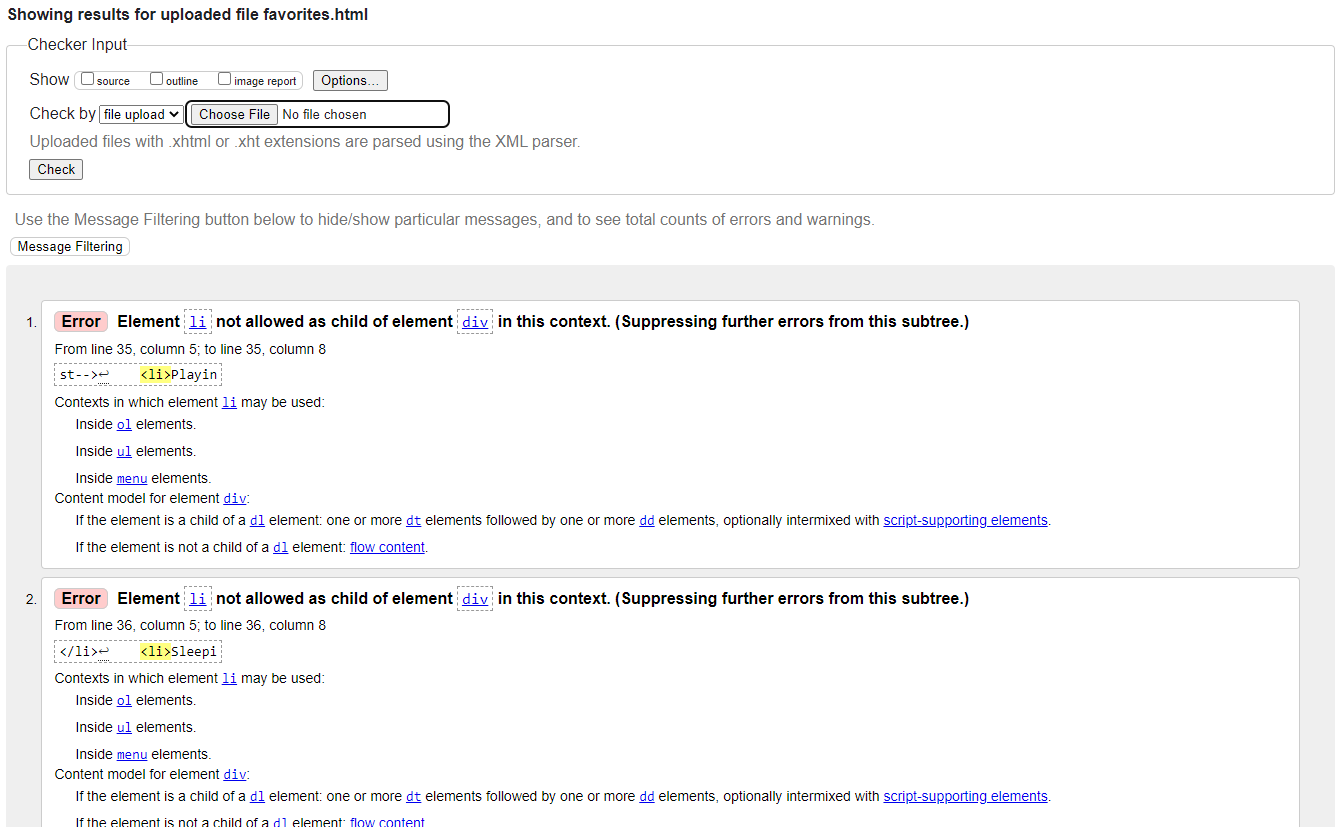 Showing results for uploaded file favorites.html
Checker Input
Show source outline image report Options...
Check by file upload Choose File No file chosen
Uploaded files with .xhtml or .xht extensions are parsed using the XML parser.
Check
Use the Message Filtering button below to hide/show particular messages, and to see total counts of errors and warnings.
Message Filtering
1. Error Element li not allowed as child of element div in this context. (Suppressing further errors from this subtree.)
From line 35, column 5; to line 35, column 8
st-->↩ <li>Playin
Contexts in which element li may be used:
Inside ol elements.
Inside ul elements.
Inside menu elements.
Content model for element div:
If the element is a child of a dl element: one or more dt elements followed by one or more dd elements, optionally intermixed with script-supporting elements.
If the element is not a child of a dl element: flow content.
2. Error Element li not allowed as child of element div in this context. (Suppressing further errors from this subtree.)
From line 36, column 5; to line 36, column 8
</li>↩ <li>Sleepi
Contexts in which element li may be used:
Inside ol elements.
Inside ul elements.
Inside menu elements.
Content model for element div:
If the element is a child of a dl element: one or more dt elements followed by one or more dd elements, optionally intermixed with script-supporting elements.
If the element is not a child of a dl element: flow content